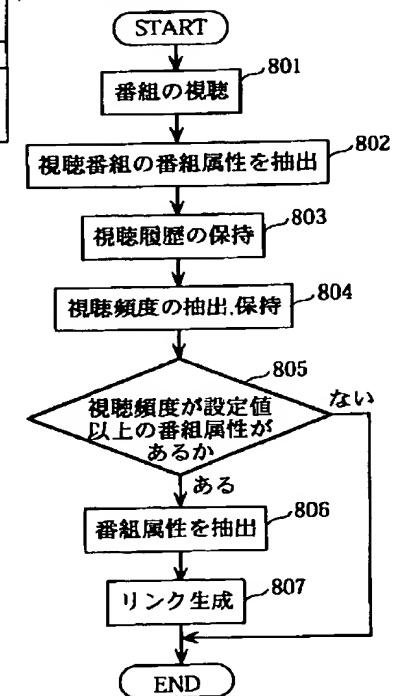 START
番組の視聴
801
視聴番組の番組属性を抽出
802
視聴履歴の保持
803
視聴頻度の抽出,保持
804
805
視聴頻度が設定値
以上の番組属性が
あるか
ない
ある
番組属性を抽出
806
リンク生成
807
END